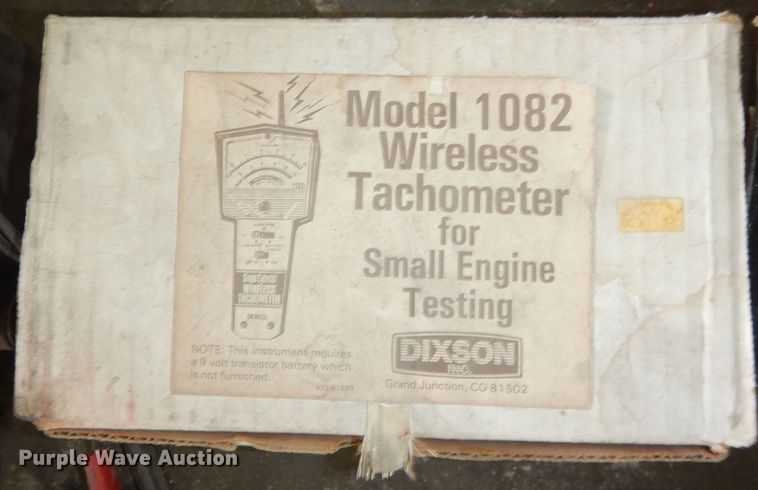 Model 1082
Wireless
Tachometer
for
Small Engine
Testing
DIXSON
INC.
Grand Junction, CO 81502
WIRELESS
TACHOMETER
NOTE: This instrument requires
a 9 volt transistor battery which
is not furnished.
Purple Wave Auction